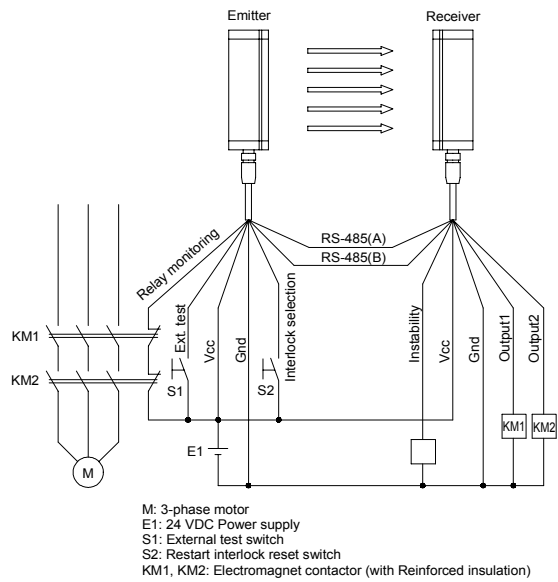 Emitter
Receiver
RS-485(A)
RS-485(B)
Relay monitoring
Ext. test
Vcc
Gnd
Interlock selection
Instability
Vcc
Gnd
Output1
Output2
KM1
KM2
S1
S2
KM1
KM2
E1
M
M: 3-phase motor
E1: 24 VDC Power supply
S1: External test switch
S2: Restart interlock reset switch
KM1, KM2: Electromagnet contactor (with Reinforced insulation)